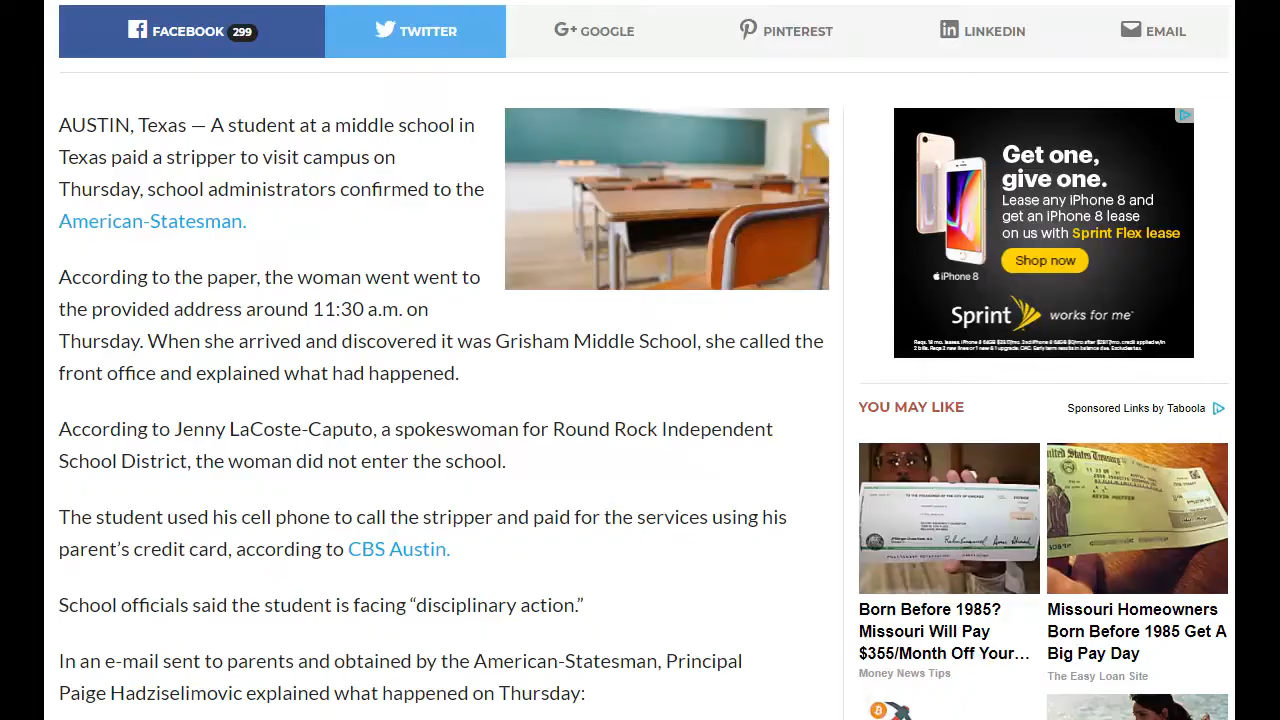 FACEBOOK 299
TWITTER
G+ GOOGLE
PINTEREST
LINKEDIN
EMAIL
AUSTIN, Texas — A student at a middle school in
Texas paid a stripper to visit campus on
Thursday, school administrators confirmed to the
American-Statesman.
According to the paper, the woman went went to
the provided address around 11:30 a.m. on
Thursday. When she arrived and discovered it was Grisham Middle School, she called the
front office and explained what had happened.
According to Jenny LaCoste-Caputo, a spokeswoman for Round Rock Independent
School District, the woman did not enter the school.
The student used his cell phone to call the stripper and paid for the services using his
parent’s credit card, according to CBS Austin.
School officials said the student is facing “disciplinary action.”
In an e-mail sent to parents and obtained by the American-Statesman, Principal
Paige Hadziselimovic explained what happened on Thursday:
Get one,
give one.
Lease any iPhone 8 and
get an iPhone 8 lease
on us with Sprint Flex lease
Shop now
iPhone 8
Sprint works for me
YOU MAY LIKE
Sponsored Links by Taboola
Born Before 1985?
Missouri Will Pay
$355/Month Off Your...
Money News Tips
Missouri Homeowners
Born Before 1985 Get A
Big Pay Day
The Easy Loan Site